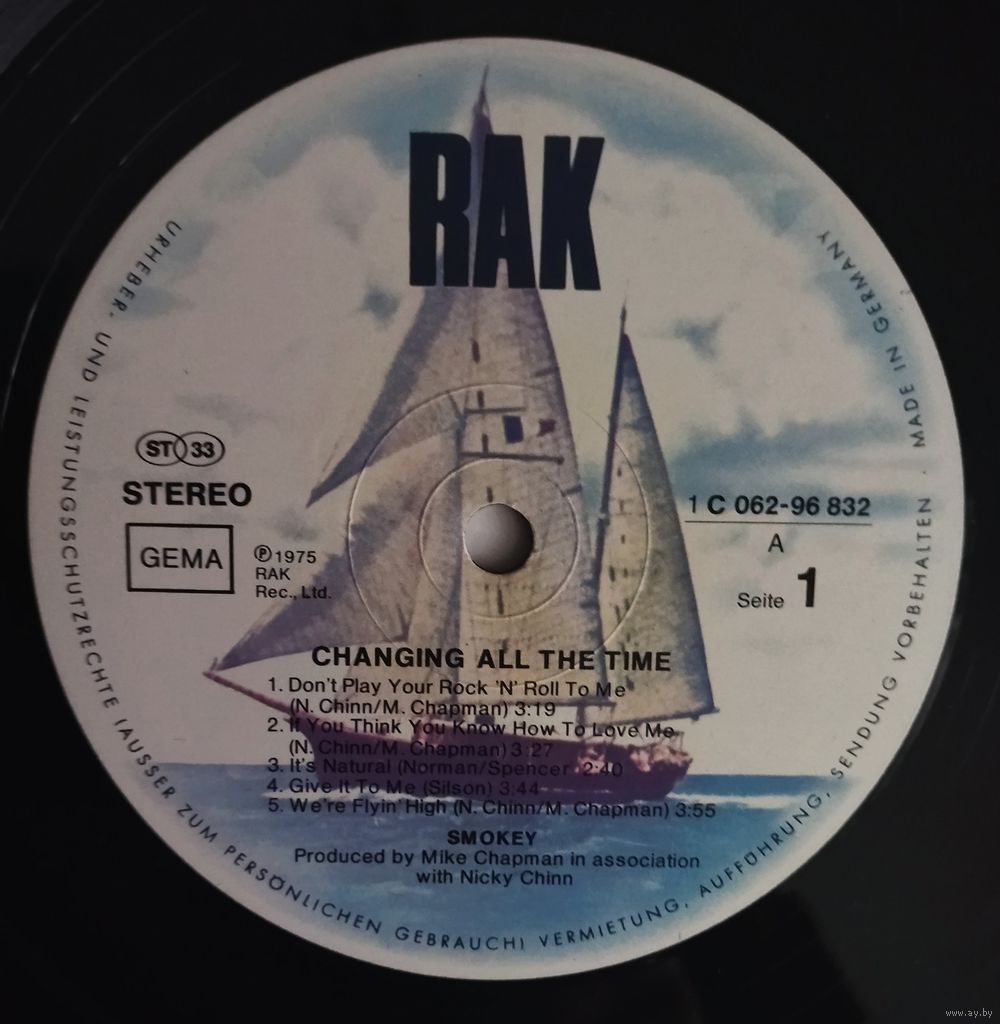 RAK
URHEBER- UND LEISTUNGSSCHUTZRECHTE (AUSSER ZUM PERSÖNLICHEN GEBRAUCH) VERMIETUNG, AUFFÜHRUNG, SENDUNG VORBEHALTEN · MADE IN GERMANY
ST 33
STEREO
GEMA
℗ 1975
RAK
Rec., Ltd.
1 C 062-96 832
A
Seite 1
CHANGING ALL THE TIME
1. Don't Play Your Rock 'N' Roll To Me
(N. Chinn/M. Chapman) 3:19
2. If You Think You Know How To Love Me
(N. Chinn/M. Chapman) 3:27
3. It's Natural (Norman/Spencer 2:40
4. Give It To Me (Silson) 3:44
5. We're Flyin' High (N. Chinn/M. Chapman) 3:55
SMOKEY
Produced by Mike Chapman in association
with Nicky Chinn
www.ay.by